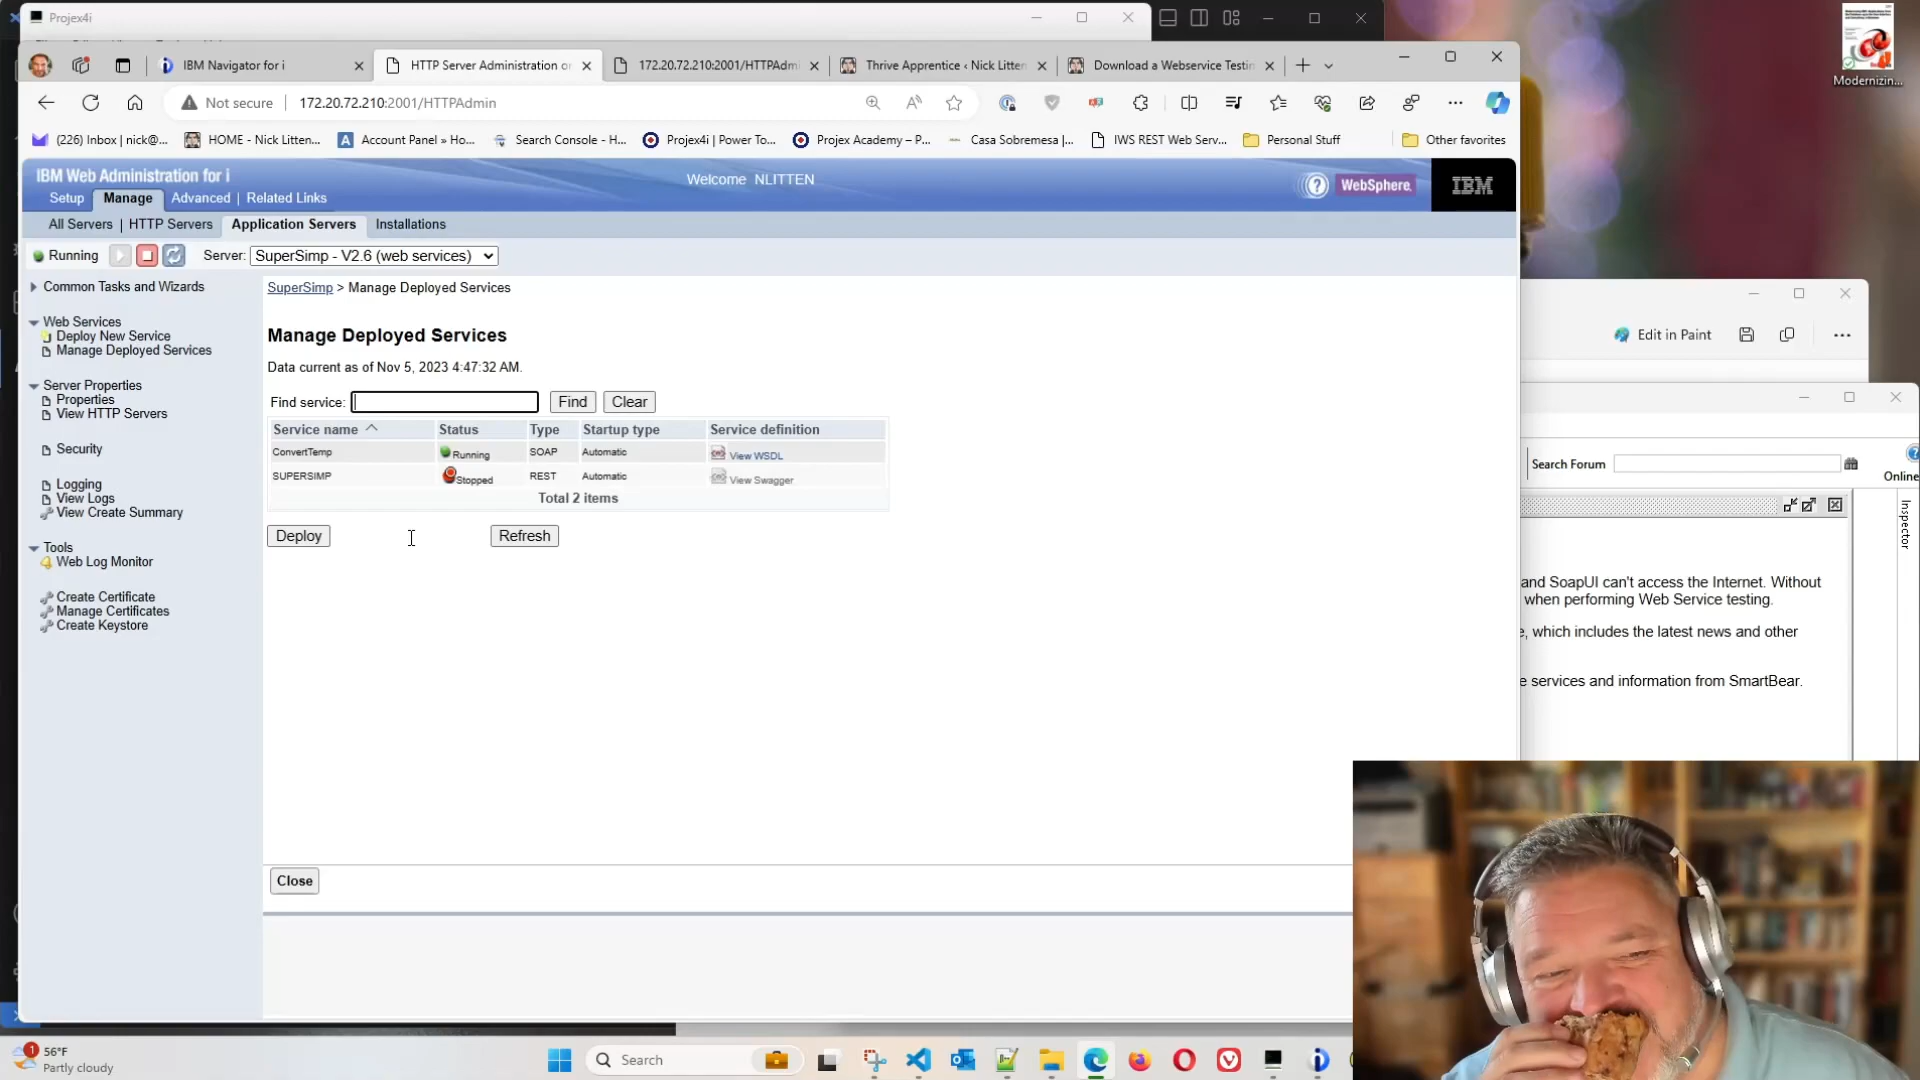 Projex4i
IBM Navigator for i
HTTP Server Administration o
172.20.72.210:2001/HTTPAdm
Thrive Apprentice ‹ Nick Litten
Download a Webservice Testin
Not secure
172.20.72.210:2001/HTTPAdmin
(226) Inbox | nick@...
HOME - Nick Litten...
Account Panel » Ho...
Search Console - H...
Projex4i | Power To...
Projex Academy – P...
Casa Sobremesa |...
IWS REST Web Serv...
Personal Stuff
Other favorites
Modernizin...
IBM Web Administration for i
Welcome NLITTEN
WebSphere.
IBM
Setup
Manage
Advanced | Related Links
All Servers | HTTP Servers
Application Servers
Installations
Running
Server:
SuperSimp - V2.6 (web services)
Common Tasks and Wizards
Web Services
Deploy New Service
Manage Deployed Services
Server Properties
Properties
View HTTP Servers
Security
Logging
View Logs
View Create Summary
Tools
Web Log Monitor
Create Certificate
Manage Certificates
Create Keystore
SuperSimp > Manage Deployed Services
Manage Deployed Services
Data current as of Nov 5, 2023 4:47:32 AM.
Find service:
Find
Clear
Service name Status Type Startup type Service definition
ConvertTemp Running SOAP Automatic View WSDL
SUPERSIMP Stopped REST Automatic View Swagger
Total 2 items
Deploy
Refresh
Close
Edit in Paint
Search Forum
Online
Inspector
and SoapUI can't access the Internet. Without
when performing Web Service testing.
e, which includes the latest news and other
e services and information from SmartBear.
1
56°F
Partly cloudy
Search